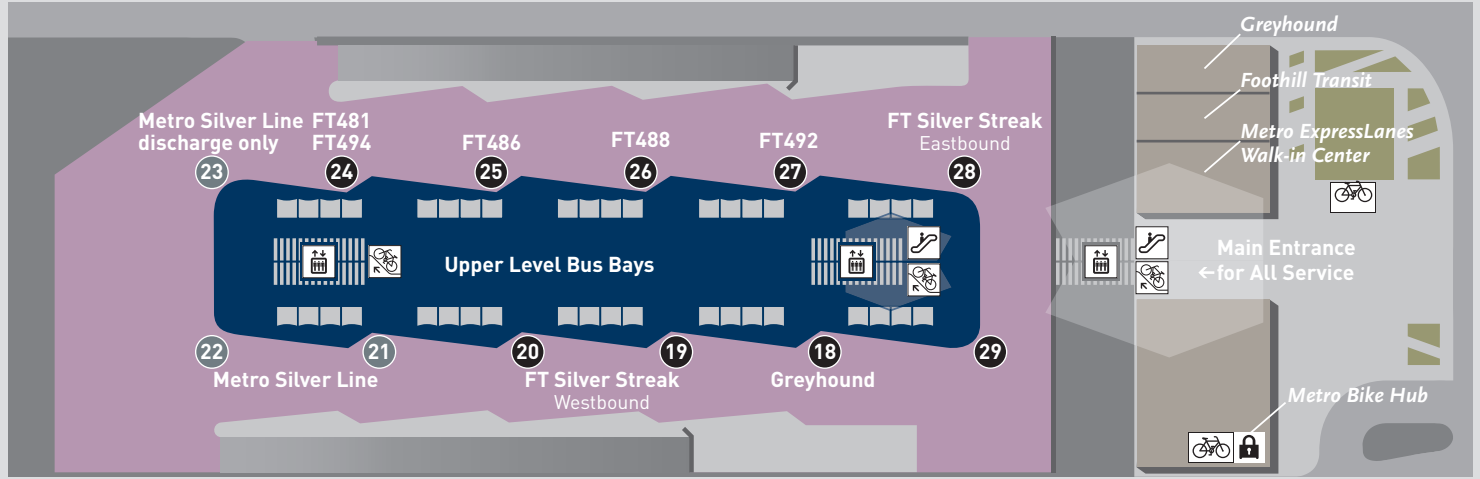 Greyhound
Foothill Transit
Metro ExpressLanes
Walk-in Center
Metro Silver Line
discharge only
23
FT481
FT494
24
FT486
25
FT488
26
FT492
27
FT Silver Streak
Eastbound
28
Upper Level Bus Bays
Main Entrance
←for All Service
22
21
Metro Silver Line
20
19
FT Silver Streak
Westbound
18
Greyhound
29
Metro Bike Hub